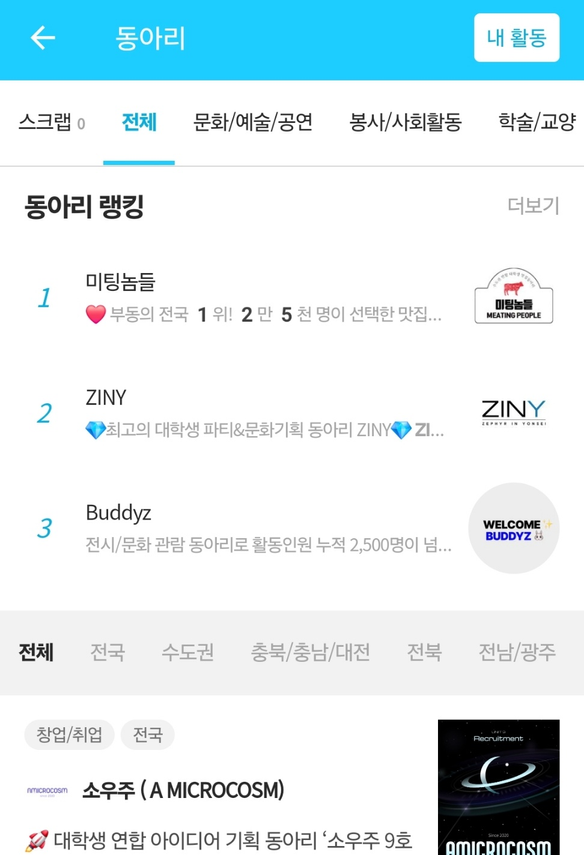 동아리
내 활동
스크랩 0 전체 문화/예술/공연 봉사/사회활동 학술/교양
동아리 랭킹
더보기
1
미팅놈들
❤️ 부동의 전국 1 위! 2 만 5 천 명이 선택한 맛집...
미팅놈들
MEATING PEOPLE
2
ZINY
💎최고의 대학생 파티&문화기획 동아리 ZINY💎 ZI...
ZINY
ZEPHYR IN YONSEI
3
Buddyz
전시/문화 관람 동아리로 활동인원 누적 2,500명이 넘...
WELCOME ✨
BUDDYZ 🐰
전체 전국 수도권 충북/충남/대전 전북 전남/광주
창업/취업 전국
AMICROCOSM
소우주 ( A MICROCOSM)
🚀 대학생 연합 아이디어 기획 동아리 ‘소우주 9호
Recruitment
Since 2020
AMICROCOSM